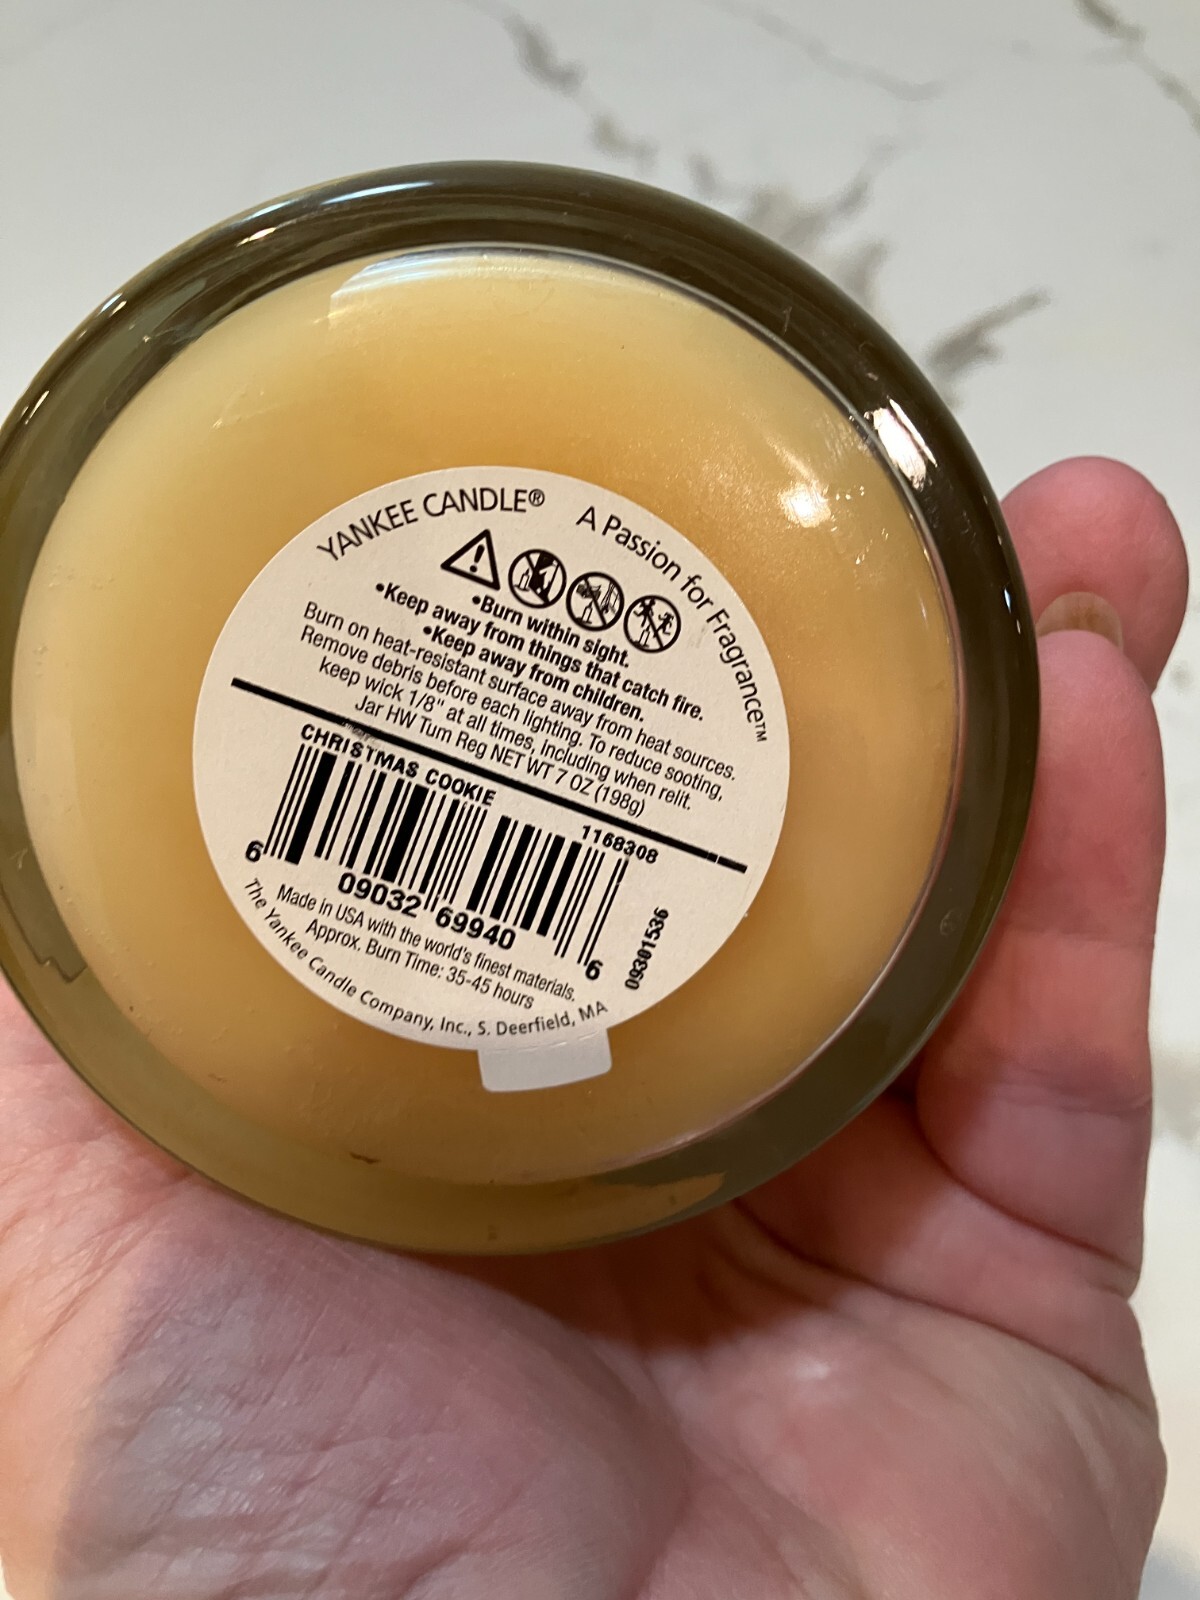 YANKEE CANDLE® A Passion for Fragrance™
•Burn within sight.
•Keep away from things that catch fire.
•Keep away from children.
Burn on heat-resistant surface away from heat sources.
Remove debris before each lighting. To reduce sooting,
keep wick 1/8" at all times, including when relit.
Jar HW Tum Reg NET WT 7 OZ (198g)
CHRISTMAS COOKIE
1168308
6 09032 69940 6
09301536
Made in USA with the world's finest materials.
Approx. Burn Time: 35-45 hours
The Yankee Candle Company, Inc., S. Deerfield, MA